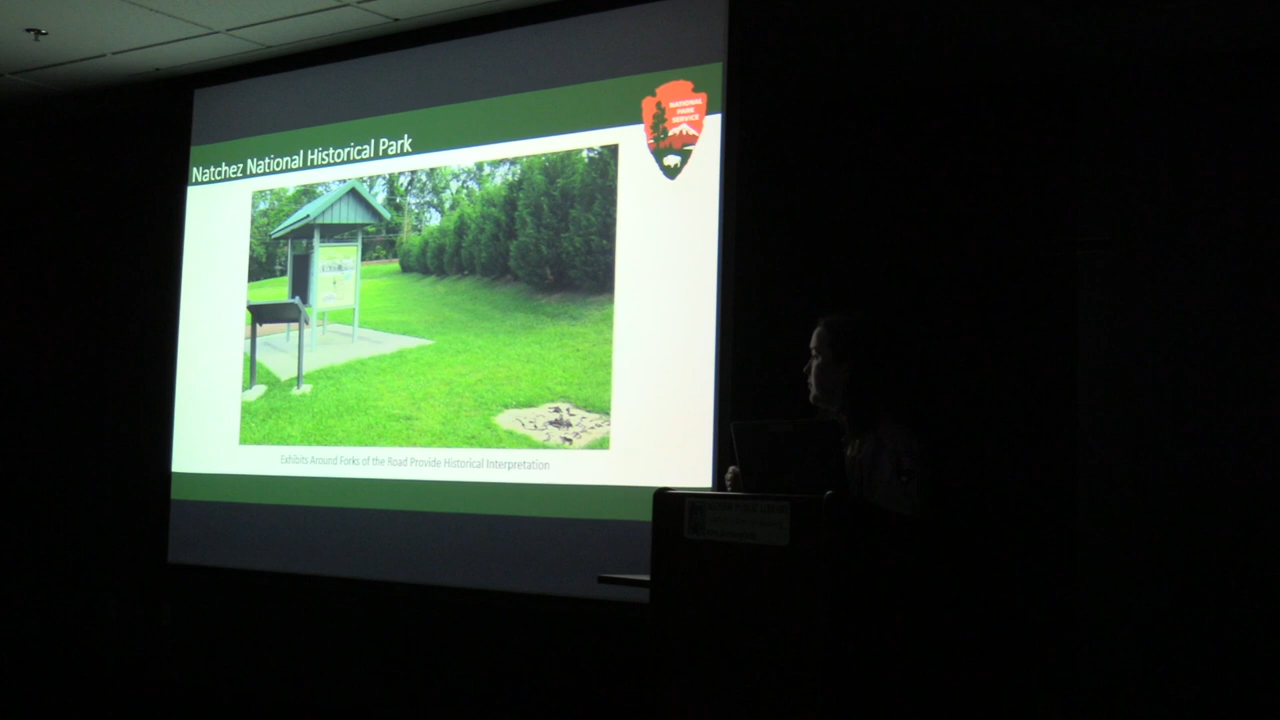 Natchez National Historical Park
NATIONAL
PARK
SERVICE
Exhibits Around Forks of the Road Provide Historical Interpretation